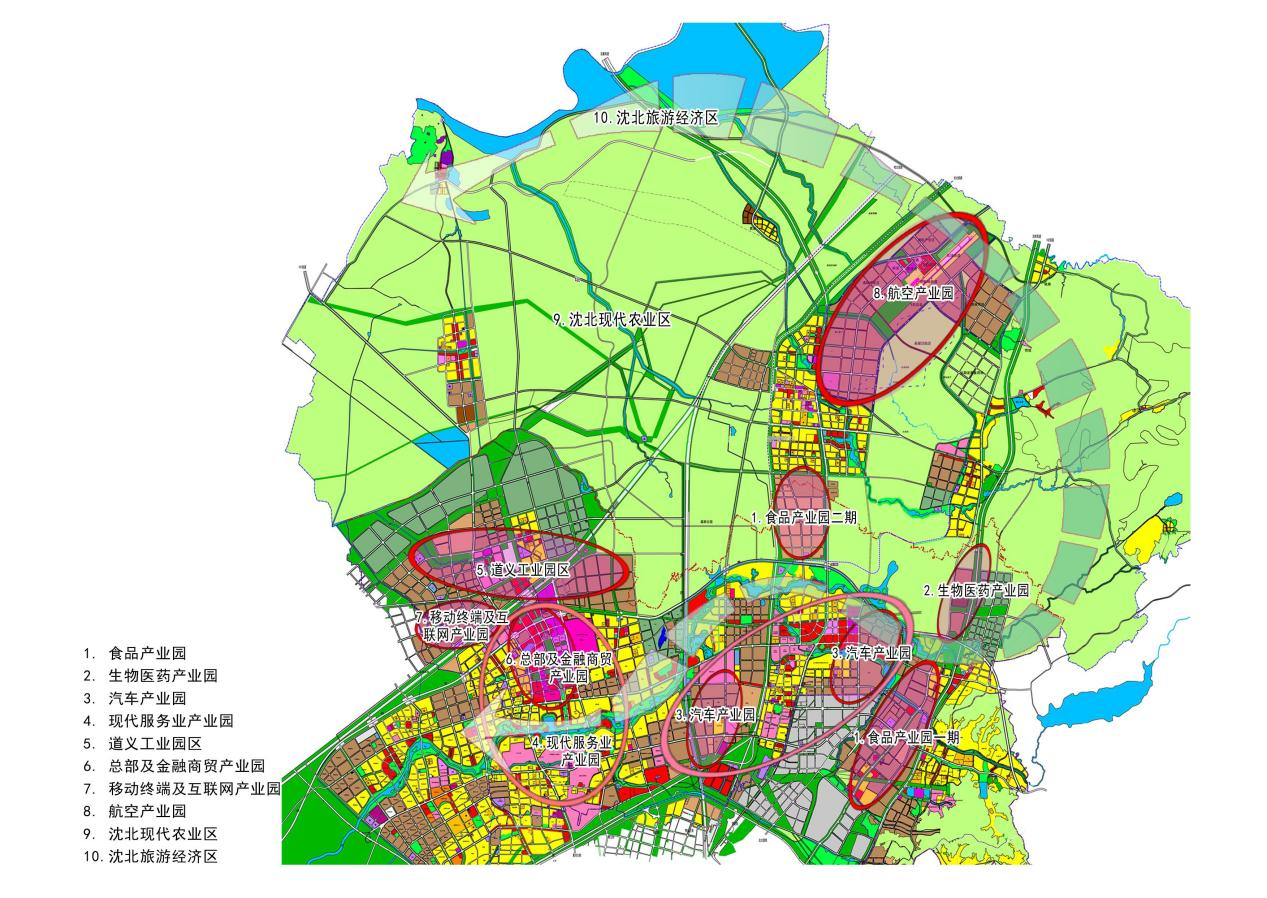 10.沈北旅游经济区
8.航空产业园
9.沈北现代农业区
1.食品产业园二期
5.道义工业园区
2.生物医药产业园
7.移动终端及互
联网产业园
6.总部及金融商贸
产业园
3.汽车产业园
3.汽车产业园
4.现代服务业
产业园
1.食品产业园一期
1. 食品产业园
2. 生物医药产业园
3. 汽车产业园
4. 现代服务业产业园
5. 道义工业园区
6. 总部及金融商贸产业园
7. 移动终端及互联网产业园
8. 航空产业园
9. 沈北现代农业区
10. 沈北旅游经济区